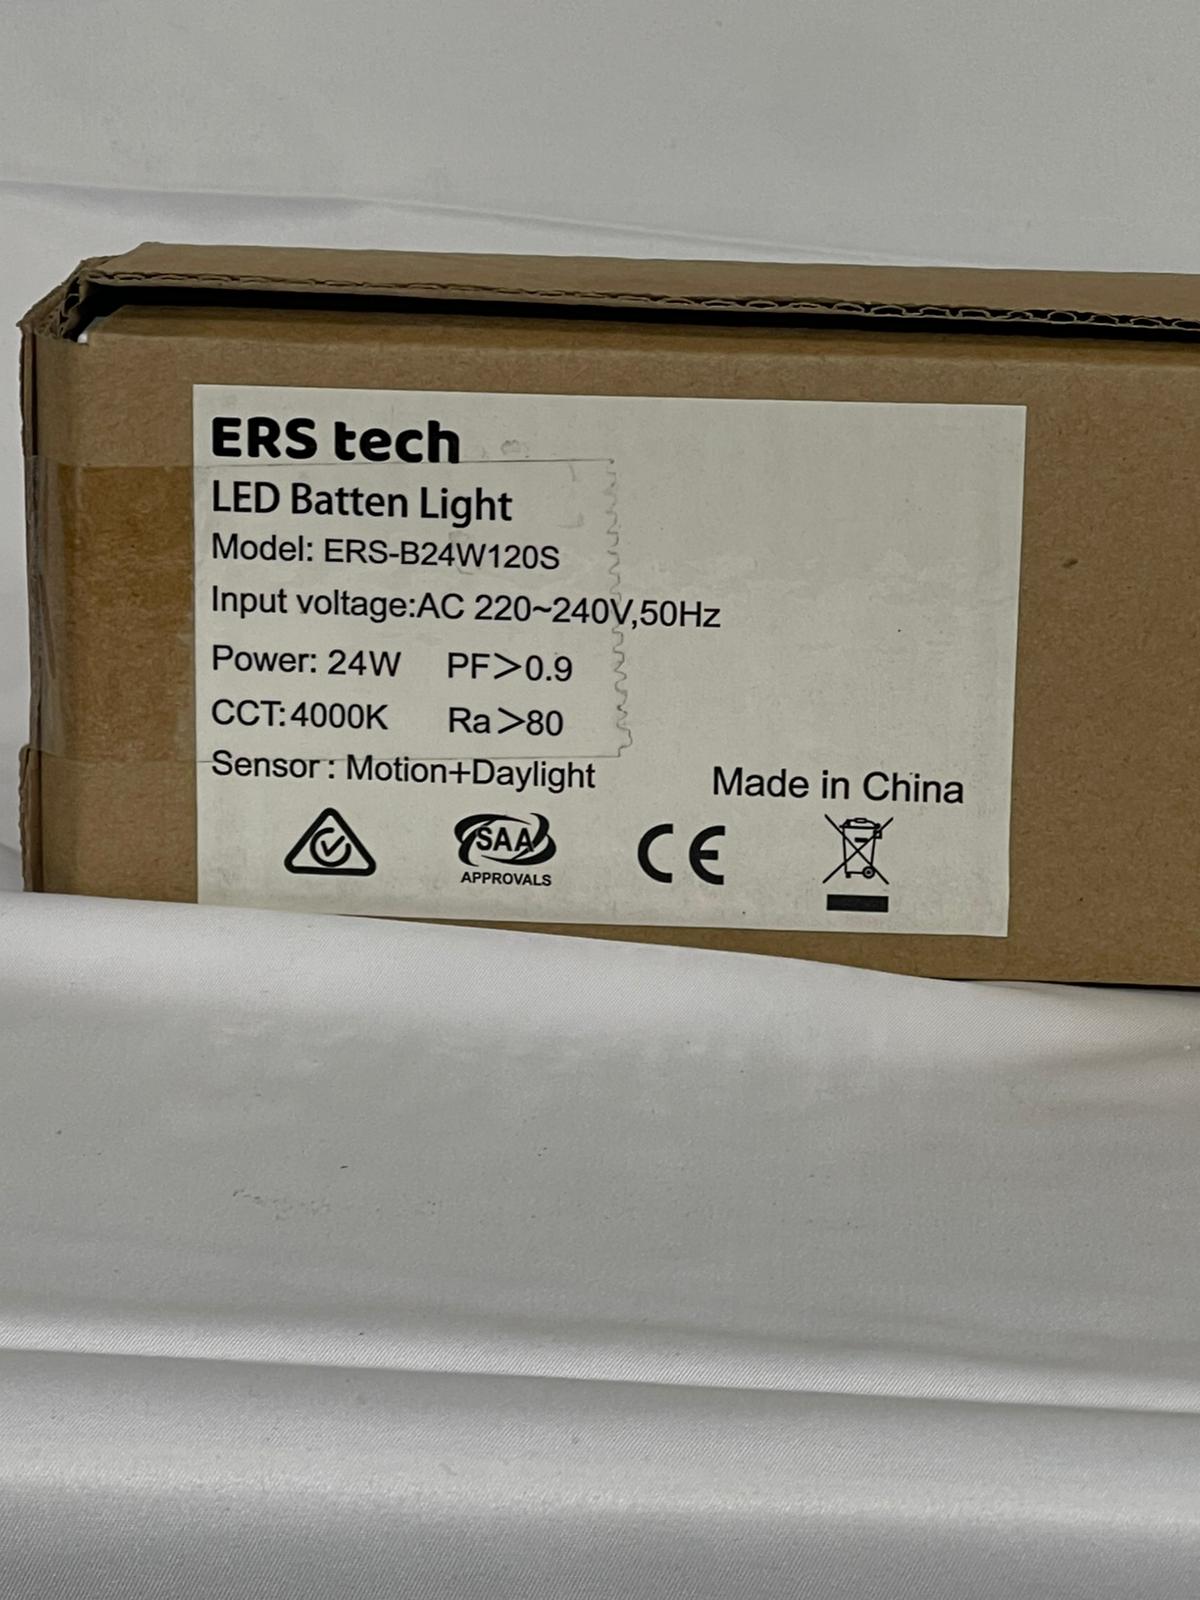 ERS tech
LED Batten Light
Model: ERS-B24W120S
Input voltage:AC 220~240V,50Hz
Power: 24W PF>0.9
CCT:4000K Ra>80
Sensor: Motion+Daylight
Made in China
SAA
APPROVALS
CE